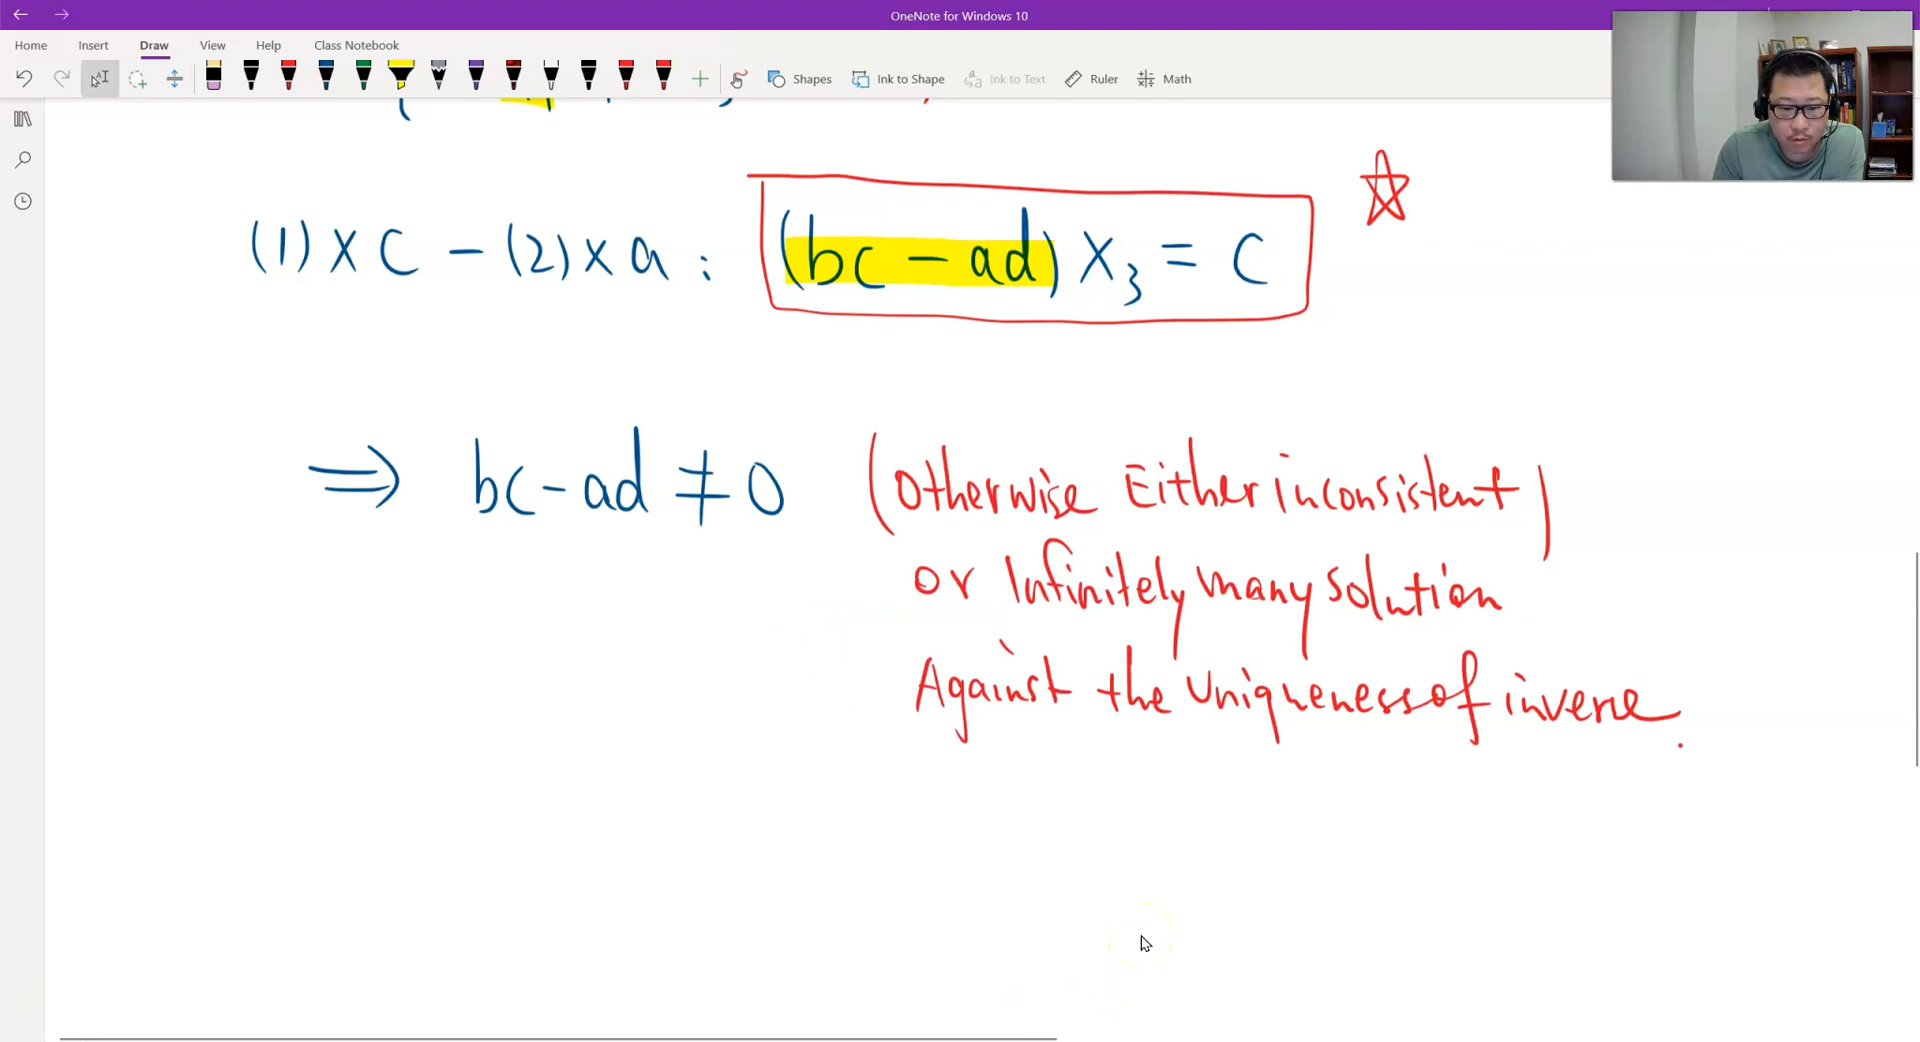 OneNote for Windows 10
Home Insert Draw View Help Class Notebook
Shapes Ink to Shape Ink to Text Ruler Math
(1) × C − (2) × a : (bc − ad) x₃ = C
⇒ bc − ad ≠ 0 (Otherwise Either inconsistent)
or Infinitely many solution
Against the Uniqueness of inverse.